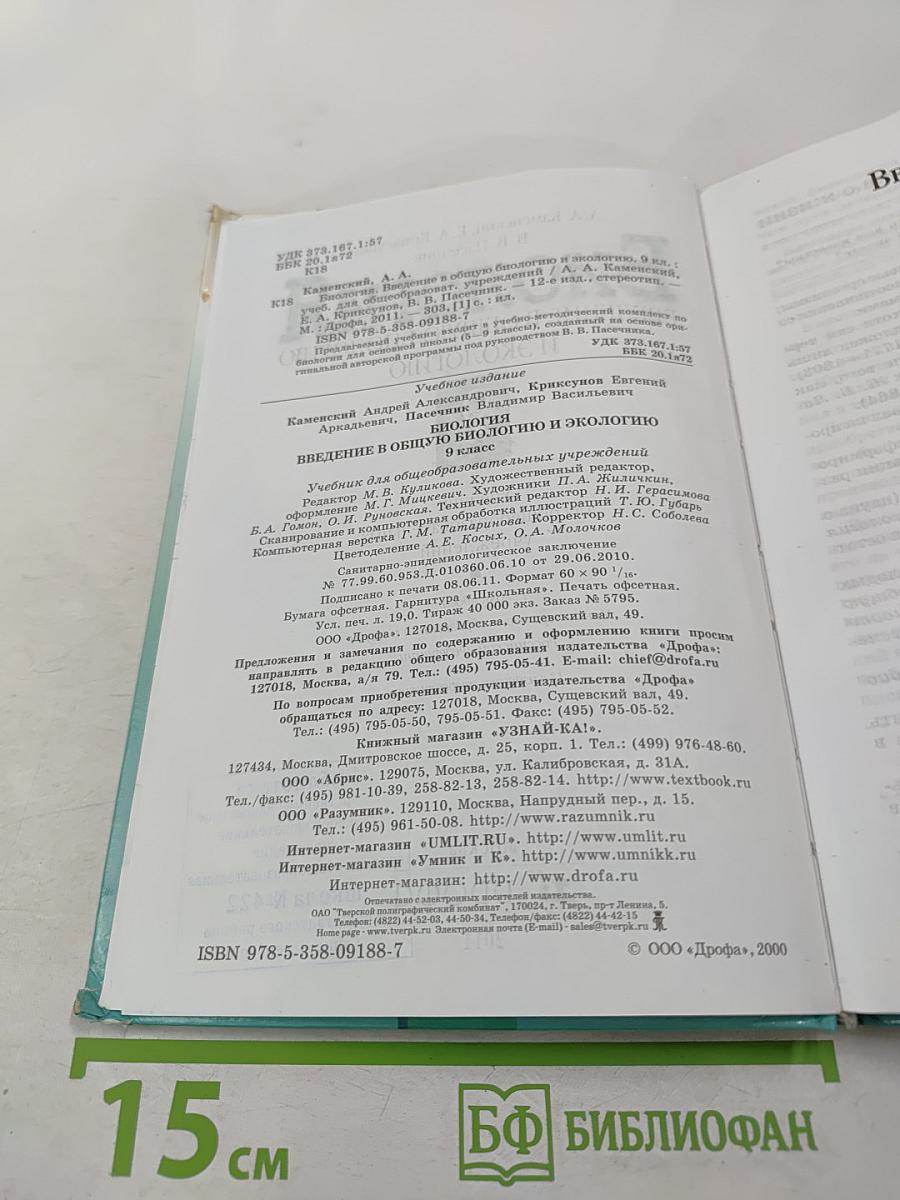 УДК 373.167.1:57
ББК 20.1я72
К18
Каменский, А. А.
К18 Биология. Введение в общую биологию и экологию. 9 кл. :
учеб. для общеобразоват. учреждений / А. А. Каменский,
Е. А. Криксунов, В. В. Пасечник. — 12-е изд., стереотип. —
М. : Дрофа, 2011. — 303, [1] с. : ил.
ISBN 978-5-358-09188-7
Предлагаемый учебник входит в учебно-методический комплект по
биологии для основной школы (5—9 классы), созданный на основе ори-
гинальной авторской программы под руководством В. В. Пасечника.
УДК 373.167.1:57
ББК 20.1я72
Учебное издание
Каменский Андрей Александрович, Криксунов Евгений
Аркадьевич, Пасечник Владимир Васильевич
БИОЛОГИЯ
ВВЕДЕНИЕ В ОБЩУЮ БИОЛОГИЮ И ЭКОЛОГИЮ
9 класс
Учебник для общеобразовательных учреждений
Редактор М. В. Куликова. Художественный редактор,
оформление М. Г. Мицкевич. Художники П. А. Жиличкин,
Б. А. Гомон, О. И. Руновская. Технический редактор Н. И. Герасимова
Сканирование и компьютерная обработка иллюстраций Т. Ю. Губарь
Компьютерная верстка Г. М. Татаринова. Корректор Н. С. Соболева
Цветоделение А. Е. Косых, О. А. Молочков
Санитарно-эпидемиологическое заключение
№ 77.99.60.953.Д.010360.06.10 от 29.06.2010.
Подписано к печати 08.06.11. Формат 60 × 90 1/16.
Бумага офсетная. Гарнитура «Школьная». Печать офсетная.
Усл. печ. л. 19,0. Тираж 40 000 экз. Заказ № 5795.
ООО «Дрофа». 127018, Москва, Сущевский вал, 49.
Предложения и замечания по содержанию и оформлению книги просим
направлять в редакцию общего образования издательства «Дрофа»:
127018, Москва, а/я 79. Тел.: (495) 795-05-41. E-mail: chief@drofa.ru
По вопросам приобретения продукции издательства «Дрофа»
обращаться по адресу: 127018, Москва, Сущевский вал, 49.
Тел.: (495) 795-05-50, 795-05-51. Факс: (495) 795-05-52.
Книжный магазин «УЗНАЙ-КА!».
127434, Москва, Дмитровское шоссе, д. 25, корп. 1. Тел.: (499) 976-48-60.
ООО «Абрис». 129075, Москва, ул. Калибровская, д. 31А.
Тел./факс: (495) 981-10-39, 258-82-13, 258-82-14. http://www.textbook.ru
ООО «Разумник». 129110, Москва, Напрудный пер., д. 15.
Тел.: (495) 961-50-08. http://www.razumnik.ru
Интернет-магазин «UMLIT.RU». http://www.umlit.ru
Интернет-магазин «Умник и К». http://www.umnikk.ru
Интернет-магазин: http://www.drofa.ru
Отпечатано с электронных носителей издательства.
ОАО "Тверской полиграфический комбинат", 170024, г. Тверь, пр-т Ленина, 5.
Телефон: (4822) 44-52-03, 44-50-34, Телефон/факс: (4822) 44-42-15
Home page - www.tverpk.ru Электронная почта (E-mail) - sales@tverpk.ru
ISBN 978-5-358-09188-7 © ООО «Дрофа», 2000
15 см
БФ БИБЛИОФАН